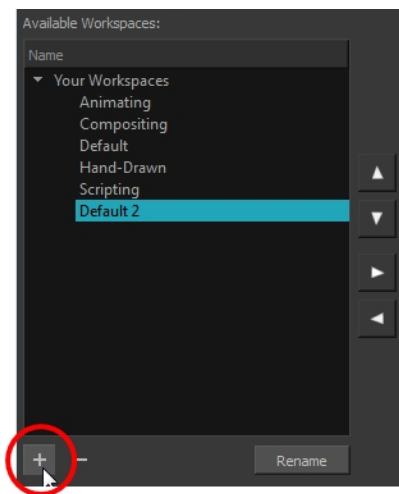 Available Workspaces:
Name
Your Workspaces
Animating
Compositing
Default
Hand-Drawn
Scripting
Default 2
Rename